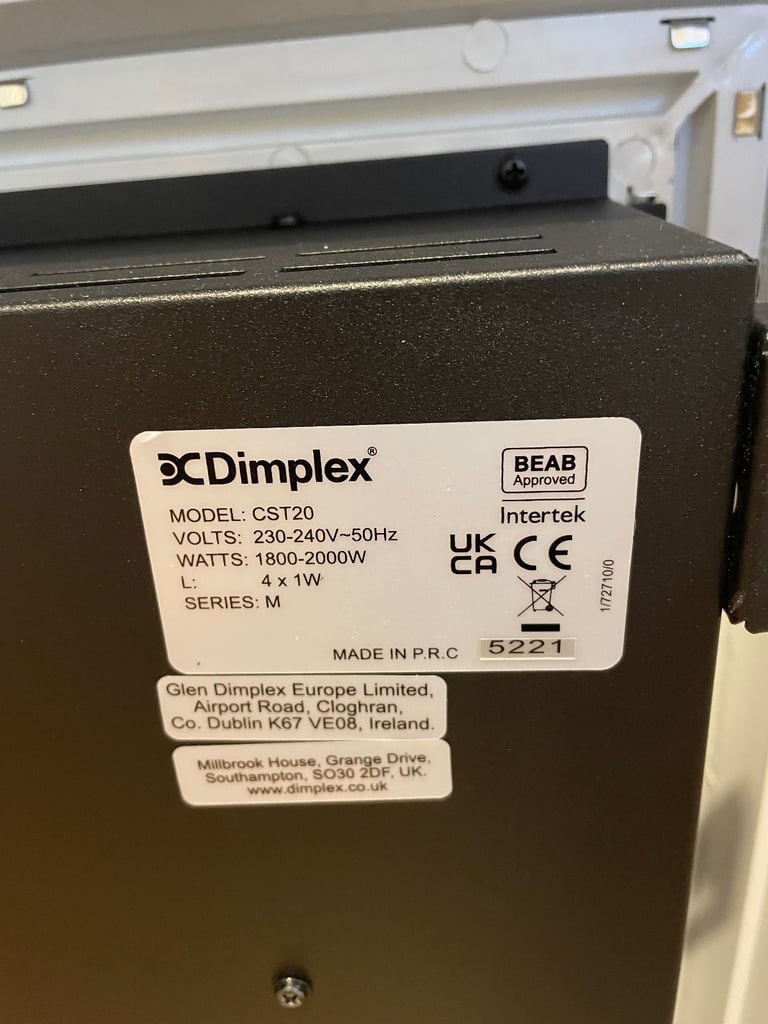 Dimplex®
BEAB
Approved
Intertek
MODEL: CST20
VOLTS: 230-240V~50Hz
WATTS: 1800-2000W
L: 4 x 1W
SERIES: M
UK
CA
CE
1/72710/0
MADE IN P.R.C
5221
Glen Dimplex Europe Limited,
Airport Road, Cloghran,
Co. Dublin K67 VE08, Ireland.
Millbrook House, Grange Drive,
Southampton, SO30 2DF, UK.
www.dimplex.co.uk